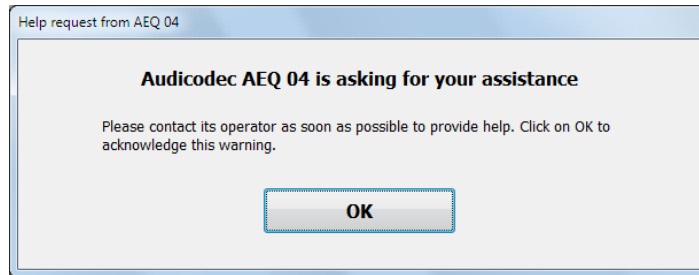 Help request from AEQ 04
Audicodec AEQ 04 is asking for your assistance
Please contact its operator as soon as possible to provide help. Click on OK to
acknowledge this warning.
OK